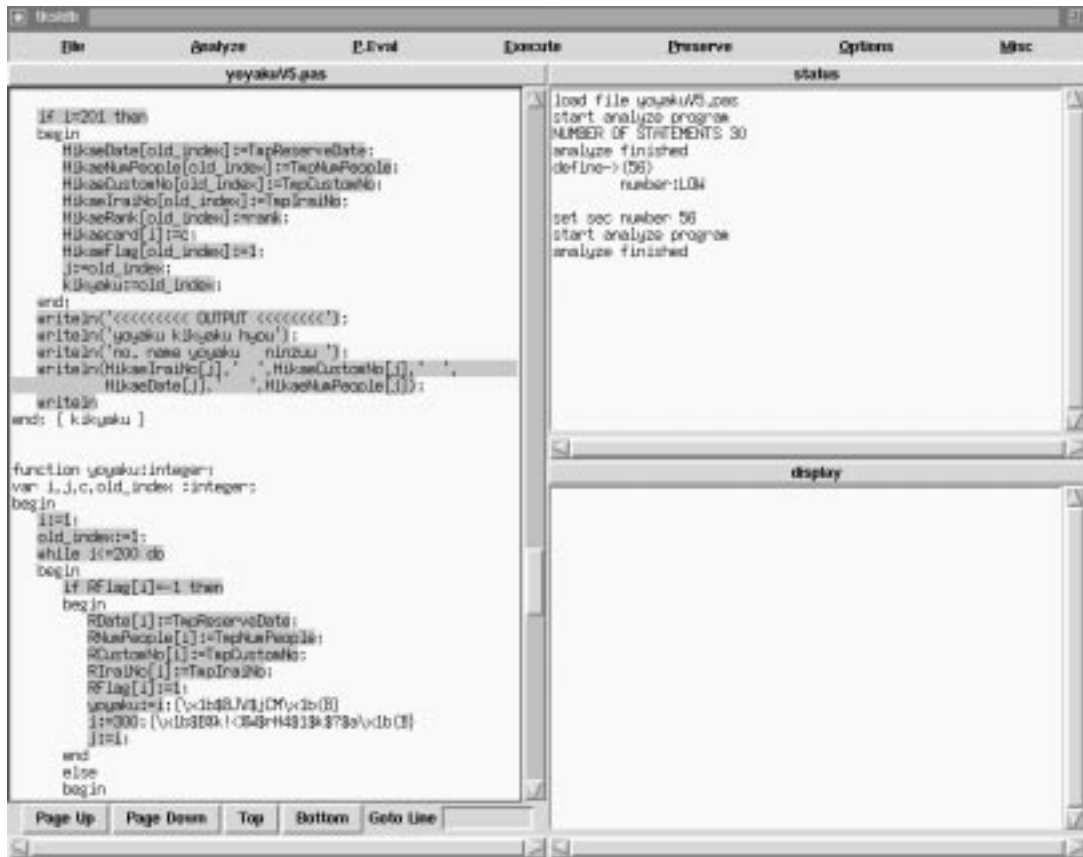 File Analyze P.Eval Execute Preserve Options Misc
yoyakuV5.pas
if i=201 then
begin
HikaeDate[old_index]:=TmpReserveDate;
HikaeNumPeople[old_index]:=TmpNumPeople;
HikaeCustomNo[old_index]:=TmpCustomNo;
HikaeIraiNo[old_index]:=TmpIraiNo;
HikaeRank[old_index]:=rank;
Hikaecard[i]:=c;
HikaeFlag[old_index]:=1;
j:=old_index;
kikyaku:=old_index;
end;
writeln('<<<<<<<<<< OUTPUT <<<<<<<<<');
writeln('yoyaku kikyaku hyou');
writeln('no. name yoyaku   ninzuu ');
writeln(HikaeIraiNo[j],'   ',HikaeCustomNo[j],'   ',
HikaeDate[j],'   ',HikaeNumPeople[j]);
writeln
end; { kikyaku }
function yoyaku:integer;
var i,j,c,old_index :integer;
begin
i:=1;
old_index:=1;
while i<=200 do
begin
if RFlag[i]=-1 then
begin
RDate[i]:=TmpReserveDate;
RNumPeople[i]:=TmpNumPeople;
RCustomNo[i]:=TmpCustomNo;
RIraiNo[i]:=TmpIraiNo;
RFlag[i]:=1;
yoyaku:=i;
i:=300;
j:=i;
end
else
begin
Page Up Page Down Top Bottom Goto Line
status
load file yoyakuV5.pas
start analyze program
NUMBER OF STATEMENTS 30
analyze finished
define->(56)
number:LOW
set sec number 56
start analyze program
analyze finished
display